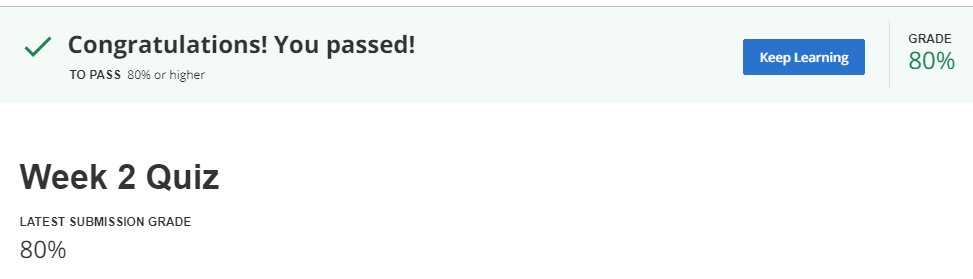 Congratulations! You passed!
TO PASS 80% or higher
Keep Learning
GRADE
80%
Week 2 Quiz
LATEST SUBMISSION GRADE
80%